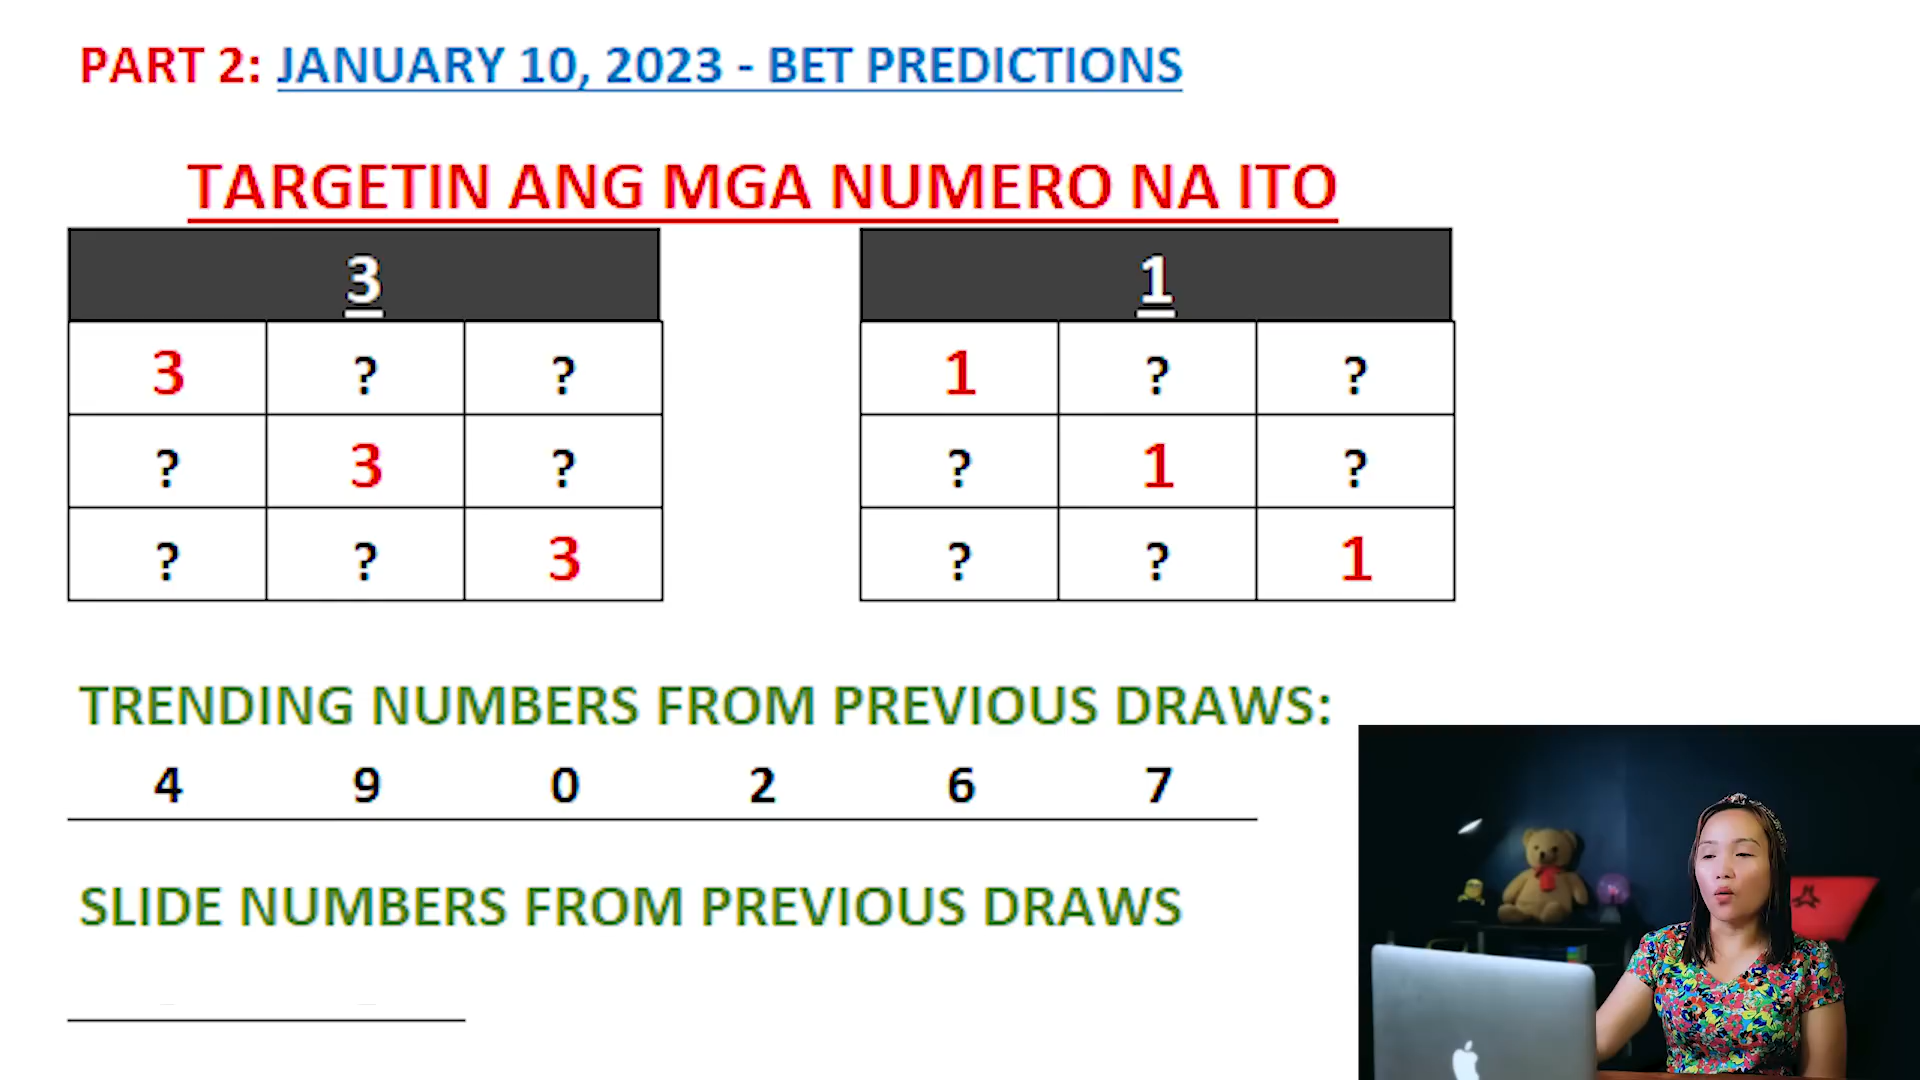 PART 2: JANUARY 10, 2023 - BET PREDICTIONS
TARGETIN ANG MGA NUMERO NA ITO
3 1
3 ? ? 1 ? ?
? 3 ? ? 1 ?
? ? 3 ? ? 1
TRENDING NUMBERS FROM PREVIOUS DRAWS:
4 9 0 2 6 7
SLIDE NUMBERS FROM PREVIOUS DRAWS